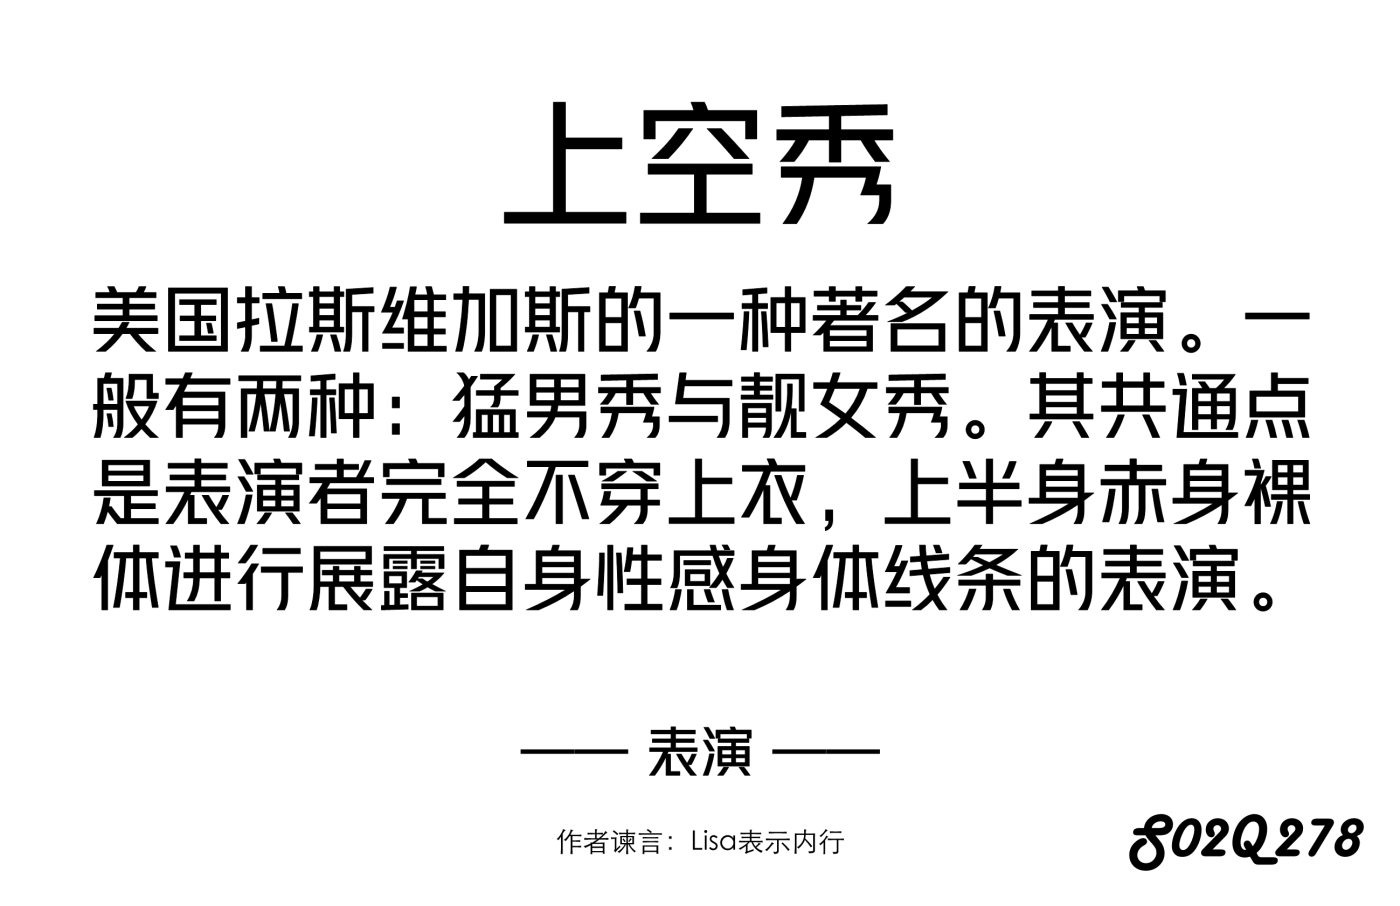 上空秀
美国拉斯维加斯的一种著名的表演。一
般有两种：猛男秀与靓女秀。其共通点
是表演者完全不穿上衣，上半身赤身裸
体进行展露自身性感身体线条的表演。
—— 表演 ——
作者谏言：Lisa表示内行
S02Q278